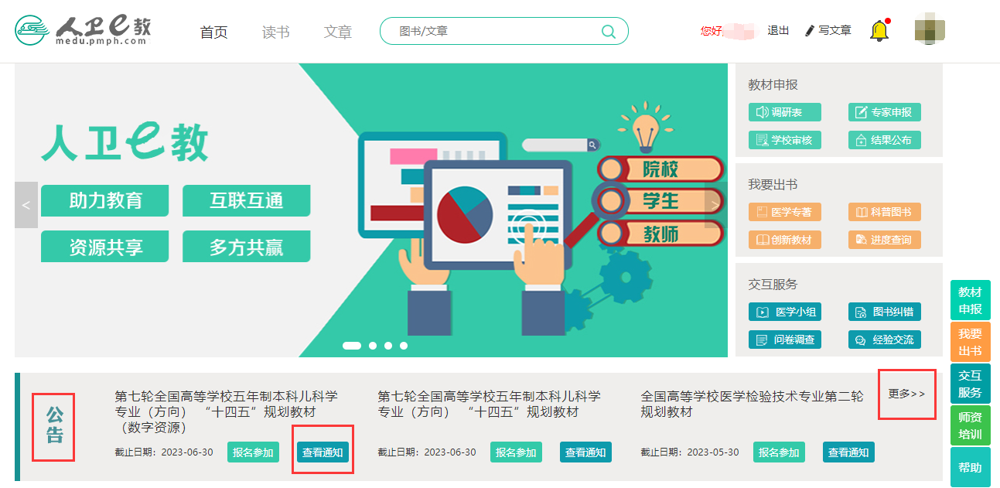 人卫e教
medu.pmph.com
首页
读书
文章
图书/文章
您好
退出
写文章
人卫e教
助力教育
互联互通
资源共享
多方共赢
院校
学生
教师
<
>
教材申报
调研表
专家申报
学校审核
结果公布
我要出书
医学专著
科普图书
创新教材
进度查询
交互服务
医学小组
图书纠错
问卷调查
经验交流
教材
申报
我要
出书
交互
服务
师资
培训
帮助
公
告
第七轮全国高等学校五年制本科儿科学
专业（方向）“十四五”规划教材
（数字资源）
截止日期：2023-06-30
报名参加
查看通知
第七轮全国高等学校五年制本科儿科学
专业（方向）“十四五”规划教材
截止日期：2023-06-30
报名参加
查看通知
全国高等学校医学检验技术专业第二轮
规划教材
截止日期：2023-05-30
报名参加
查看通知
更多>>